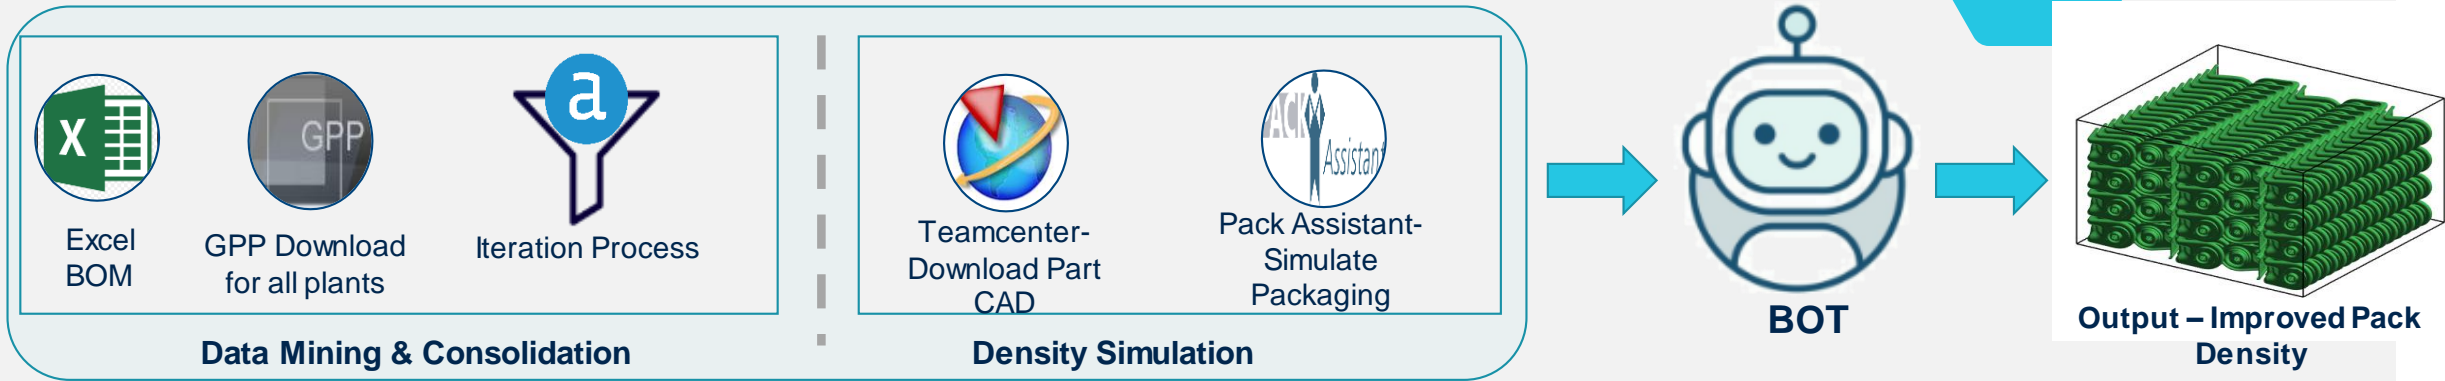 X
GPP
a
ACK
Assistant
Excel
BOM
GPP Download
for all plants
Iteration Process
Teamcenter-
Download Part
CAD
Pack Assistant-
Simulate
Packaging
Data Mining & Consolidation
Density Simulation
BOT
Output – Improved Pack
Density